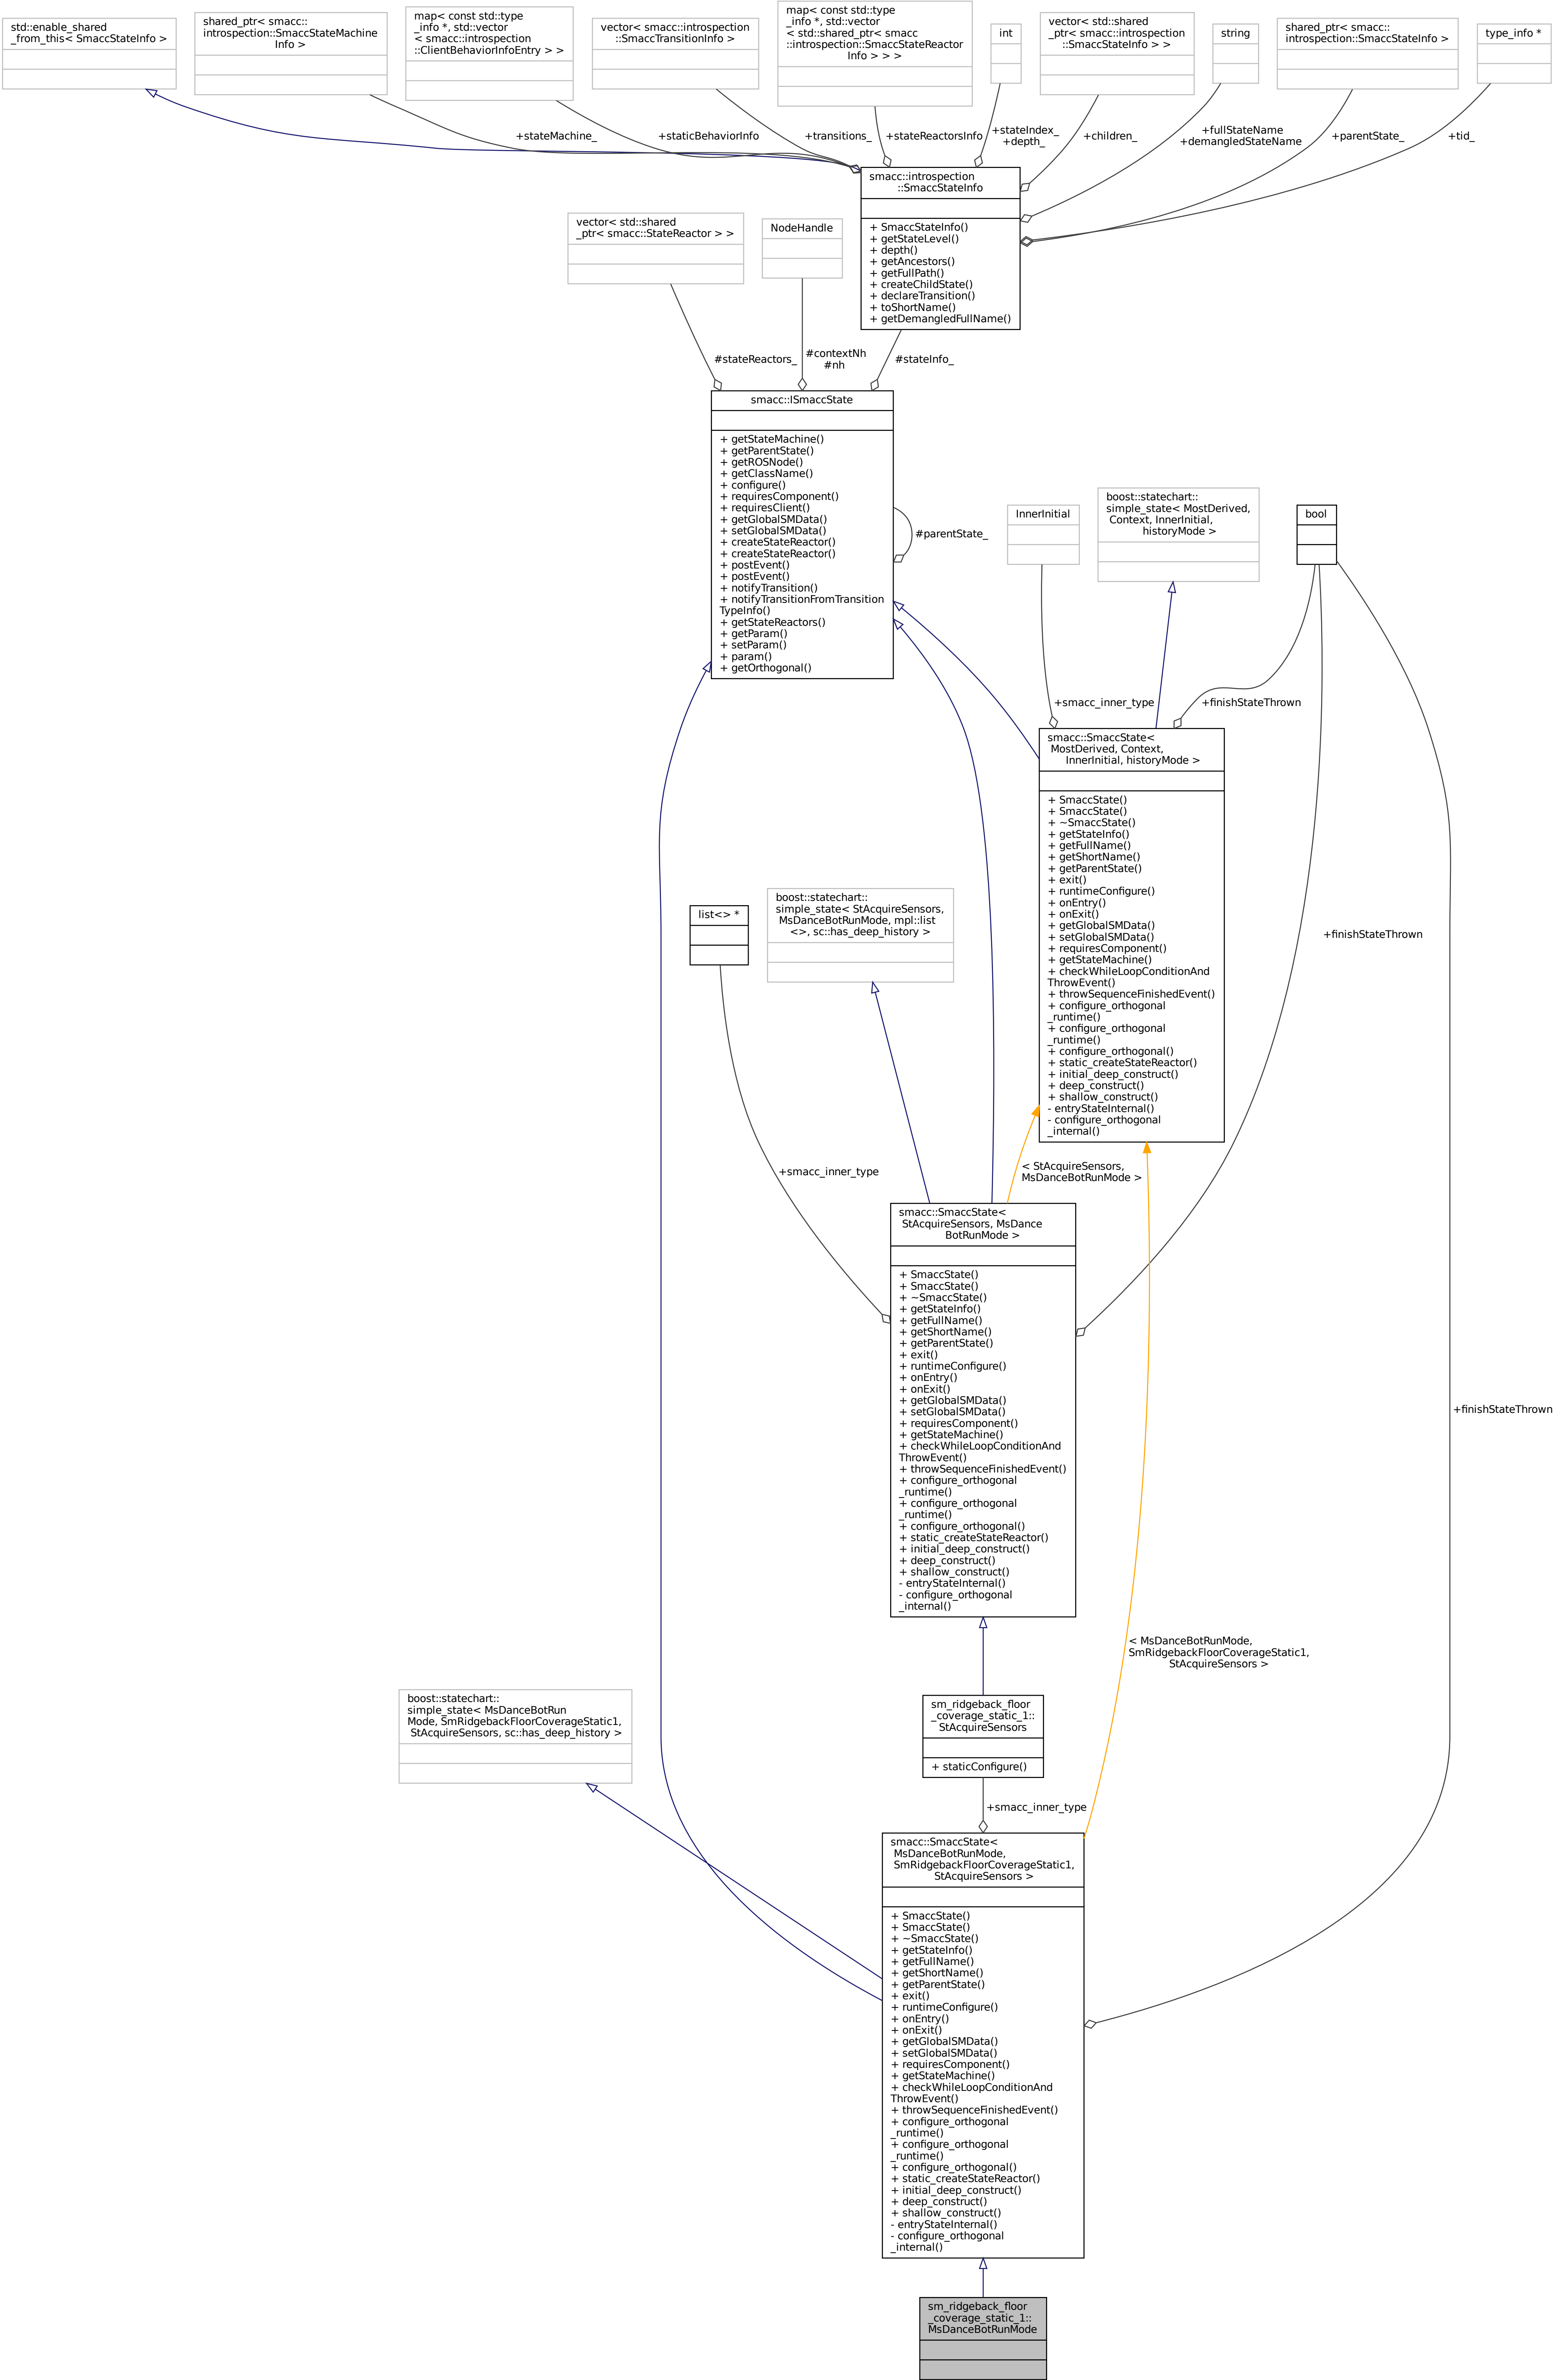 std::enable_shared
_from_this< SmaccStateInfo >
shared_ptr< smacc::
introspection::SmaccStateMachine
Info >
map< const std::type
_info *, std::vector
< smacc::introspection
::ClientBehaviorInfoEntry > >
vector< smacc::introspection
::SmaccTransitionInfo >
map< const std::type
_info *, std::vector
< std::shared_ptr< smacc
::introspection::SmaccStateReactor
Info > > >
int
vector< std::shared
_ptr< smacc::introspection
::SmaccStateInfo > >
string
shared_ptr< smacc::
introspection::SmaccStateInfo >
type_info *
+stateMachine_
+staticBehaviorInfo
+transitions_
+stateReactorsInfo
+stateIndex_
+depth_
+children_
+fullStateName
+demangledStateName
+parentState_
+tid_
smacc::introspection
::SmaccStateInfo
+ SmaccStateInfo()
+ getStateLevel()
+ depth()
+ getAncestors()
+ getFullPath()
+ createChildState()
+ declareTransition()
+ toShortName()
+ getDemangledFullName()
vector< std::shared
_ptr< smacc::StateReactor > >
NodeHandle
#stateReactors_
#contextNh
#nh
#stateInfo_
smacc::ISmaccState
+ getStateMachine()
+ getParentState()
+ getROSNode()
+ getClassName()
+ configure()
+ requiresComponent()
+ requiresClient()
+ getGlobalSMData()
+ setGlobalSMData()
+ createStateReactor()
+ createStateReactor()
+ postEvent()
+ postEvent()
+ notifyTransition()
+ notifyTransitionFromTransition
TypeInfo()
+ getStateReactors()
+ getParam()
+ setParam()
+ param()
+ getOrthogonal()
#parentState_
InnerInitial
boost::statechart::
simple_state< MostDerived,
Context, InnerInitial,
historyMode >
bool
+smacc_inner_type
+finishStateThrown
smacc::SmaccState<
MostDerived, Context,
InnerInitial, historyMode >
+ SmaccState()
+ SmaccState()
+ ~SmaccState()
+ getStateInfo()
+ getFullName()
+ getShortName()
+ getParentState()
+ exit()
+ runtimeConfigure()
+ onEntry()
+ onExit()
+ getGlobalSMData()
+ setGlobalSMData()
+ requiresComponent()
+ getStateMachine()
+ checkWhileLoopConditionAnd
ThrowEvent()
+ throwSequenceFinishedEvent()
+ configure_orthogonal
_runtime()
+ configure_orthogonal
_runtime()
+ configure_orthogonal()
+ static_createStateReactor()
+ initial_deep_construct()
+ deep_construct()
+ shallow_construct()
- entryStateInternal()
- configure_orthogonal
_internal()
list<> *
boost::statechart::
simple_state< StAcquireSensors,
MsDanceBotRunMode, mpl::list
<>, sc::has_deep_history >
+finishStateThrown
+smacc_inner_type
< StAcquireSensors,
MsDanceBotRunMode >
smacc::SmaccState<
StAcquireSensors, MsDance
BotRunMode >
+ SmaccState()
+ SmaccState()
+ ~SmaccState()
+ getStateInfo()
+ getFullName()
+ getShortName()
+ getParentState()
+ exit()
+ runtimeConfigure()
+ onEntry()
+ onExit()
+ getGlobalSMData()
+ setGlobalSMData()
+ requiresComponent()
+ getStateMachine()
+ checkWhileLoopConditionAnd
ThrowEvent()
+ throwSequenceFinishedEvent()
+ configure_orthogonal
_runtime()
+ configure_orthogonal
_runtime()
+ configure_orthogonal()
+ static_createStateReactor()
+ initial_deep_construct()
+ deep_construct()
+ shallow_construct()
- entryStateInternal()
- configure_orthogonal
_internal()
+finishStateThrown
< MsDanceBotRunMode,
SmRidgebackFloorCoverageStatic1,
StAcquireSensors >
boost::statechart::
simple_state< MsDanceBotRun
Mode, SmRidgebackFloorCoverageStatic1,
StAcquireSensors, sc::has_deep_history >
sm_ridgeback_floor
_coverage_static_1::
StAcquireSensors
+ staticConfigure()
+smacc_inner_type
smacc::SmaccState<
MsDanceBotRunMode,
SmRidgebackFloorCoverageStatic1,
StAcquireSensors >
+ SmaccState()
+ SmaccState()
+ ~SmaccState()
+ getStateInfo()
+ getFullName()
+ getShortName()
+ getParentState()
+ exit()
+ runtimeConfigure()
+ onEntry()
+ onExit()
+ getGlobalSMData()
+ setGlobalSMData()
+ requiresComponent()
+ getStateMachine()
+ checkWhileLoopConditionAnd
ThrowEvent()
+ throwSequenceFinishedEvent()
+ configure_orthogonal
_runtime()
+ configure_orthogonal
_runtime()
+ configure_orthogonal()
+ static_createStateReactor()
+ initial_deep_construct()
+ deep_construct()
+ shallow_construct()
- entryStateInternal()
- configure_orthogonal
_internal()
sm_ridgeback_floor
_coverage_static_1::
MsDanceBotRunMode